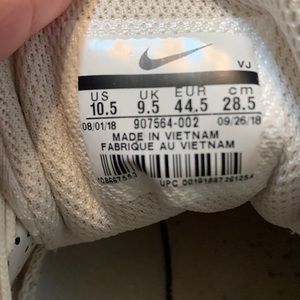 VJ
US UK EUR cm
10.5 9.5 44.5 28.5
08/01/18 907564-002 09/26/18
MADE IN VIETNAM
FABRIQUE AU VIETNAM
UPC